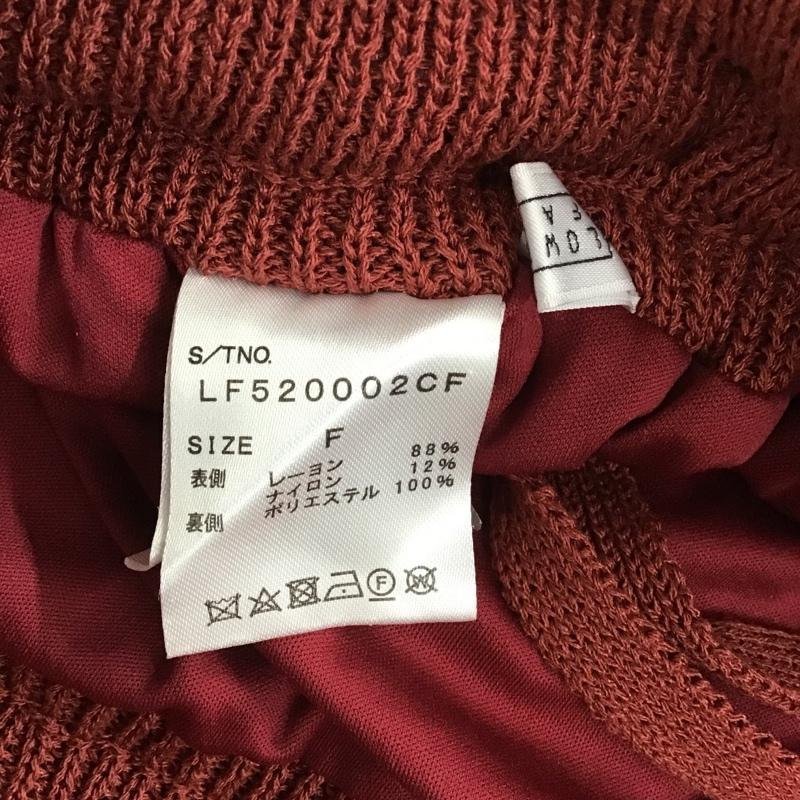 S/TNO.
LF520002CF
SIZE F
表側 レーヨン 88%
ナイロン 12%
裏側 ポリエステル 100%
F W